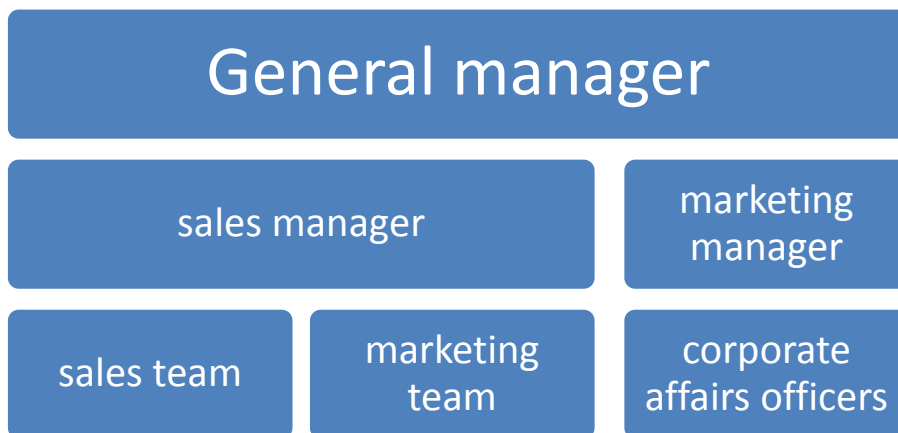 General manager
sales manager
marketing
manager
sales team
marketing
team
corporate
affairs officers